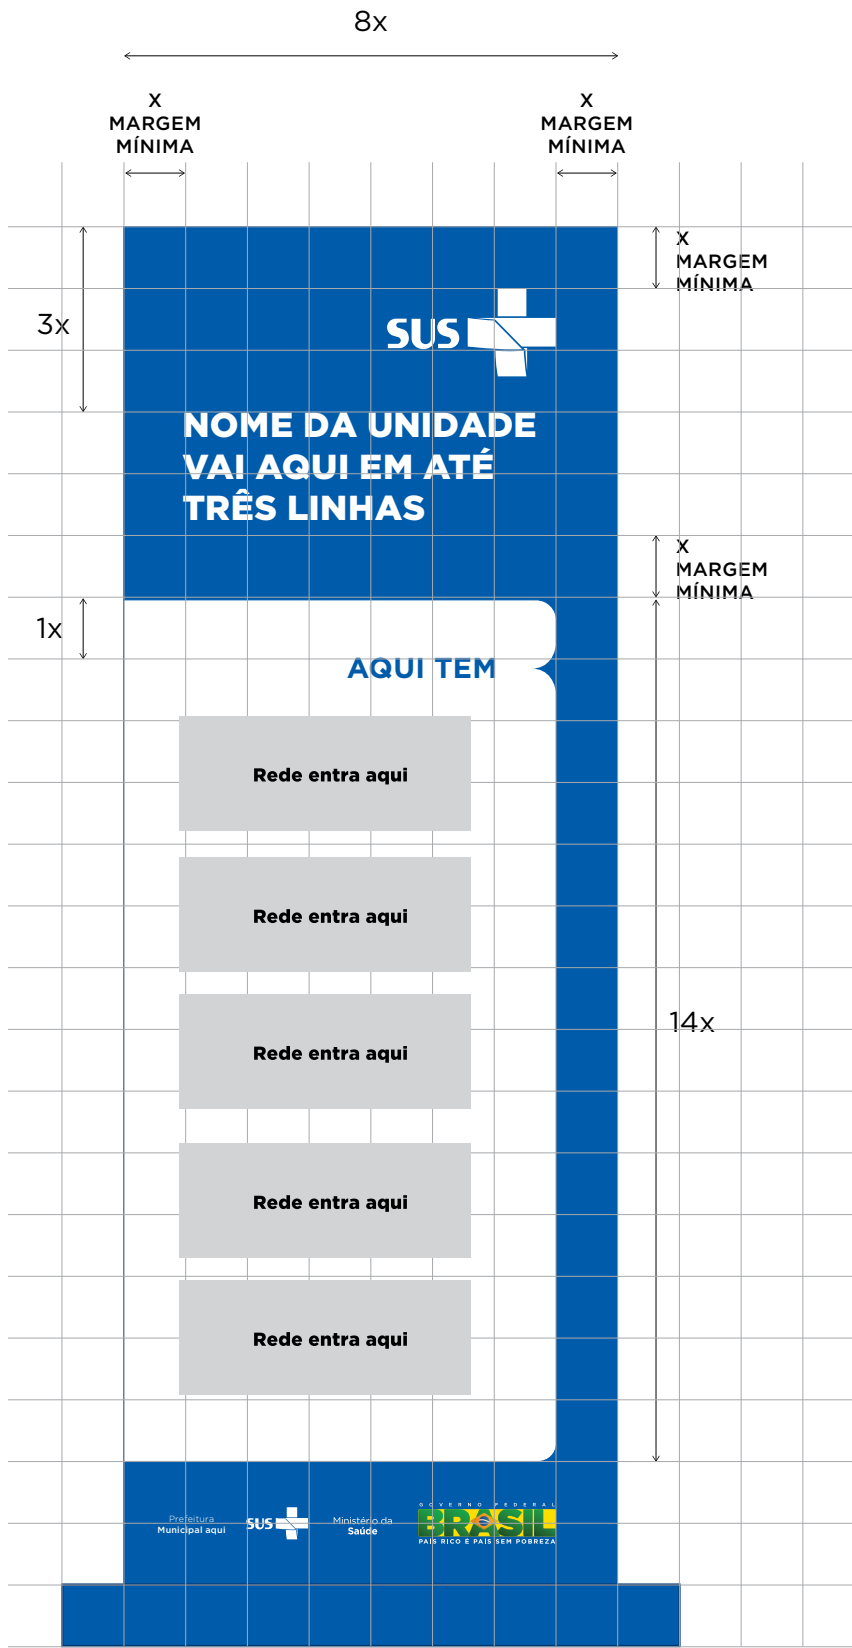 8x
X
MARGEM
MÍNIMA
X
MARGEM
MÍNIMA
X
MARGEM
MÍNIMA
3x
SUS
NOME DA UNIDADE
VAI AQUI EM ATÉ
TRÊS LINHAS
X
MARGEM
MÍNIMA
1x
AQUI TEM
Rede entra aqui
Rede entra aqui
14x
Rede entra aqui
Rede entra aqui
Rede entra aqui
Prefeitura
Municipal aqui
SUS
Ministério da
Saúde
GOVERNO FEDERAL
BRASIL
PAÍS RICO É PAÍS SEM POBREZA